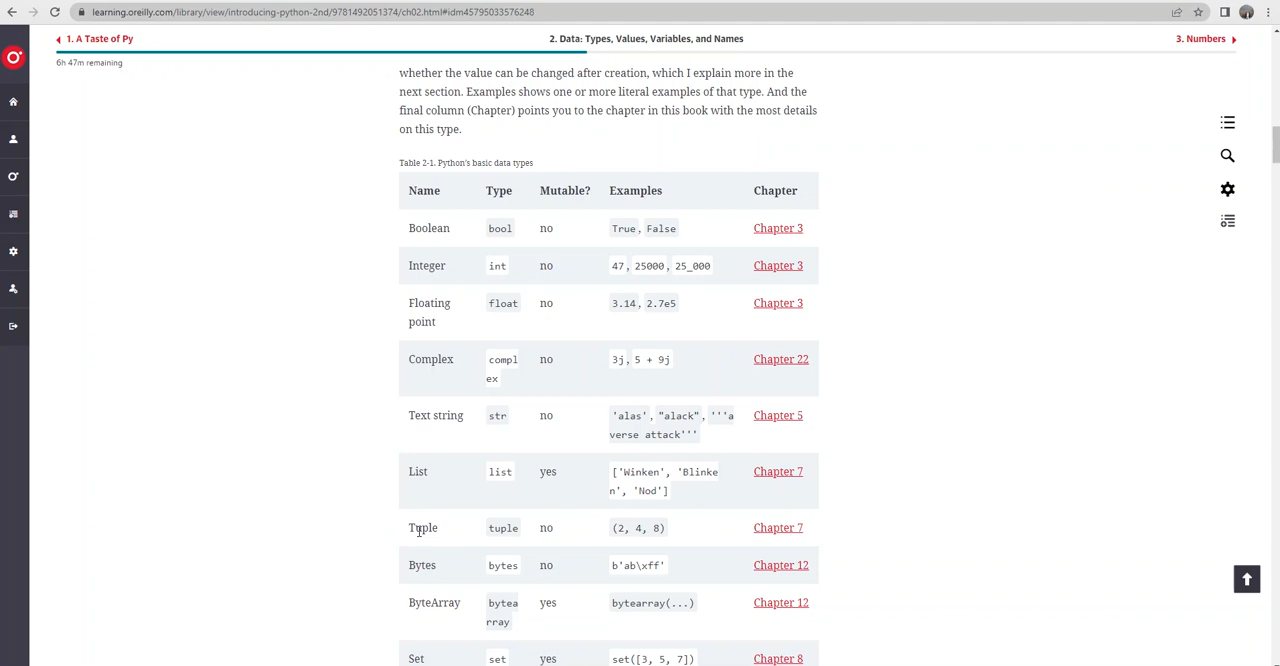 learning.oreilly.com/library/view/introducing-python-2nd/9781492051374/ch02.html#idm45795033576248
1. A Taste of Py
2. Data: Types, Values, Variables, and Names
3. Numbers
6h 47m remaining
whether the value can be changed after creation, which I explain more in the
next section. Examples shows one or more literal examples of that type. And the
final column (Chapter) points you to the chapter in this book with the most details
on this type.
Table 2-1. Python's basic data types
Name Type Mutable? Examples Chapter
Boolean bool no True, False Chapter 3
Integer int no 47, 25000, 25_000 Chapter 3
Floating float no 3.14, 2.7e5 Chapter 3
point
Complex compl no 3j, 5 + 9j Chapter 22
ex
Text string str no 'alas', "alack", '''a Chapter 5
verse attack'''
List list yes ['Winken', 'Blinke Chapter 7
n', 'Nod']
Tuple tuple no (2, 4, 8) Chapter 7
Bytes bytes no b'ab\xff' Chapter 12
ByteArray bytea yes bytearray(...) Chapter 12
rray
Set set yes set([3, 5, 7]) Chapter 8